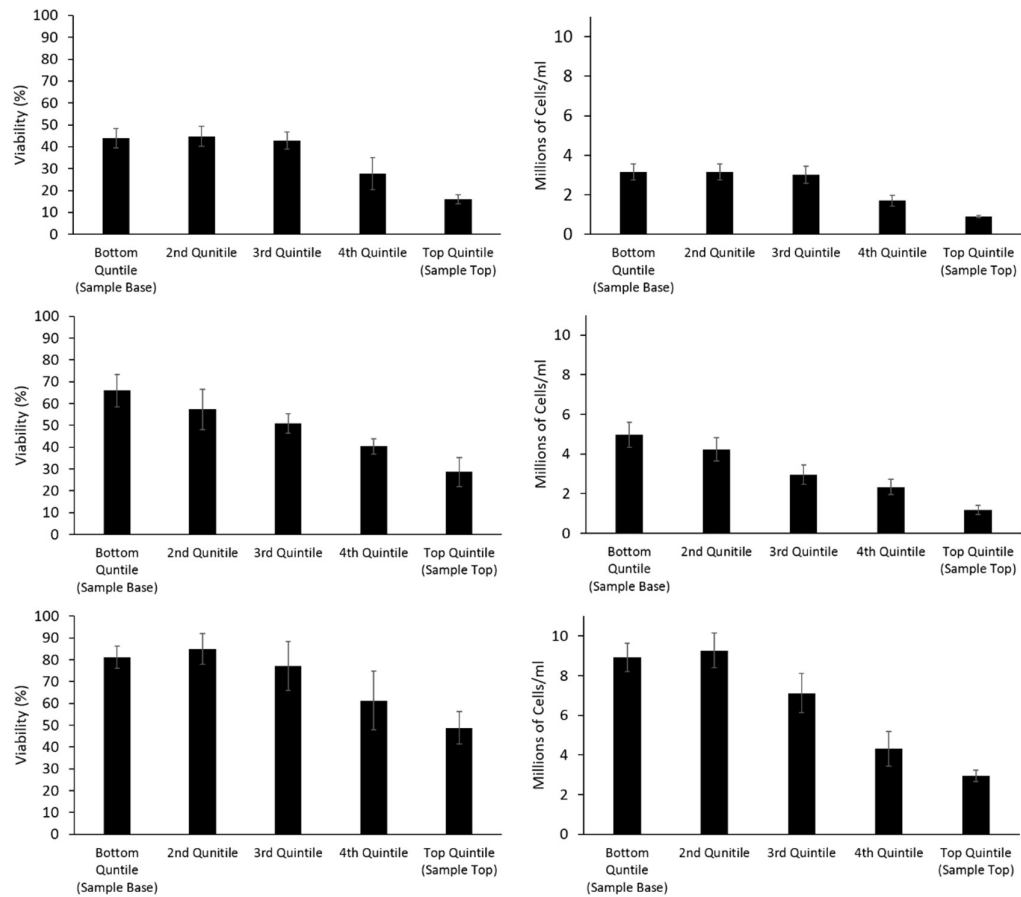 100
90
80
70
60
50
40
30
20
10
0
Viability (%)
Bottom
Quntile
(Sample Base)
2nd Qunitile
3rd Quintile
4th Quintile
Top Quintile
(Sample Top)
10
8
6
4
2
0
Millions of Cells/ml
Bottom
Quntile
(Sample Base)
2nd Qunitile
3rd Quintile
4th Quintile
Top Quintile
(Sample Top)
100
90
80
70
60
50
40
30
20
10
0
Viability (%)
Bottom
Quntile
(Sample Base)
2nd Qunitile
3rd Quintile
4th Quintile
Top Quintile
(Sample Top)
10
8
6
4
2
0
Millions of Cells/ml
Bottom
Quntile
(Sample Base)
2nd Qunitile
3rd Quintile
4th Quintile
Top Quintile
(Sample Top)
100
90
80
70
60
50
40
30
20
10
0
Viability (%)
Bottom
Quntile
(Sample Base)
2nd Qunitile
3rd Quintile
4th Quintile
Top Quintile
(Sample Top)
10
8
6
4
2
0
Millions of Cells/ml
Bottom
Quntile
(Sample Base)
2nd Qunitile
3rd Quintile
4th Quintile
Top Quintile
(Sample Top)